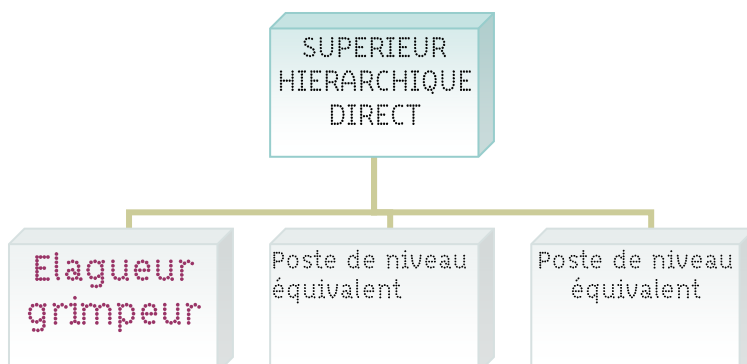 SUPERIEUR
HIERARCHIQUE
DIRECT
Elagueur
grimpeur
Poste de niveau
équivalent
Poste de niveau
équivalent